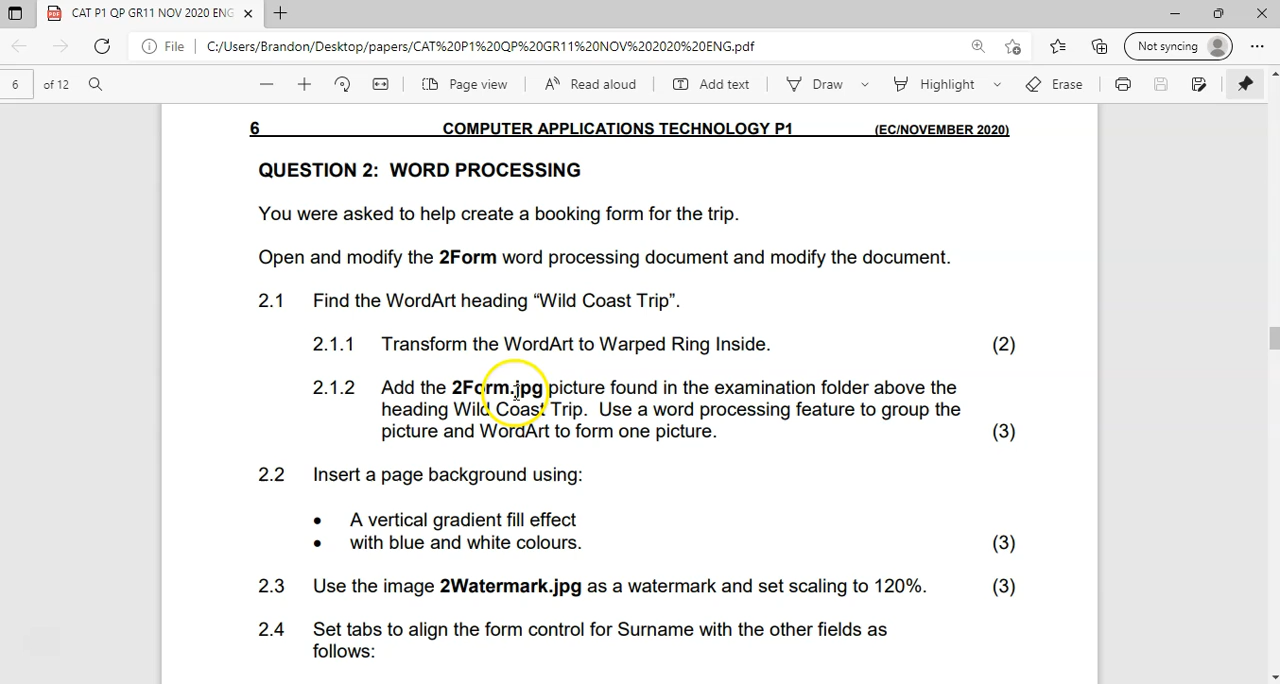 CAT P1 QP GR11 NOV 2020 ENG
File C:/Users/Brandon/Desktop/papers/CAT%20P1%20QP%20GR11%20NOV%202020%20ENG.pdf Not syncing
6 of 12 Page view Read aloud Add text Draw Highlight Erase
6 COMPUTER APPLICATIONS TECHNOLOGY P1 (EC/NOVEMBER 2020)
QUESTION 2: WORD PROCESSING
You were asked to help create a booking form for the trip.
Open and modify the 2Form word processing document and modify the document.
2.1 Find the WordArt heading “Wild Coast Trip”.
2.1.1 Transform the WordArt to Warped Ring Inside. (2)
2.1.2 Add the 2Form.jpg picture found in the examination folder above the
heading Wild Coast Trip. Use a word processing feature to group the
picture and WordArt to form one picture. (3)
2.2 Insert a page background using:
• A vertical gradient fill effect
• with blue and white colours. (3)
2.3 Use the image 2Watermark.jpg as a watermark and set scaling to 120%. (3)
2.4 Set tabs to align the form control for Surname with the other fields as
follows: